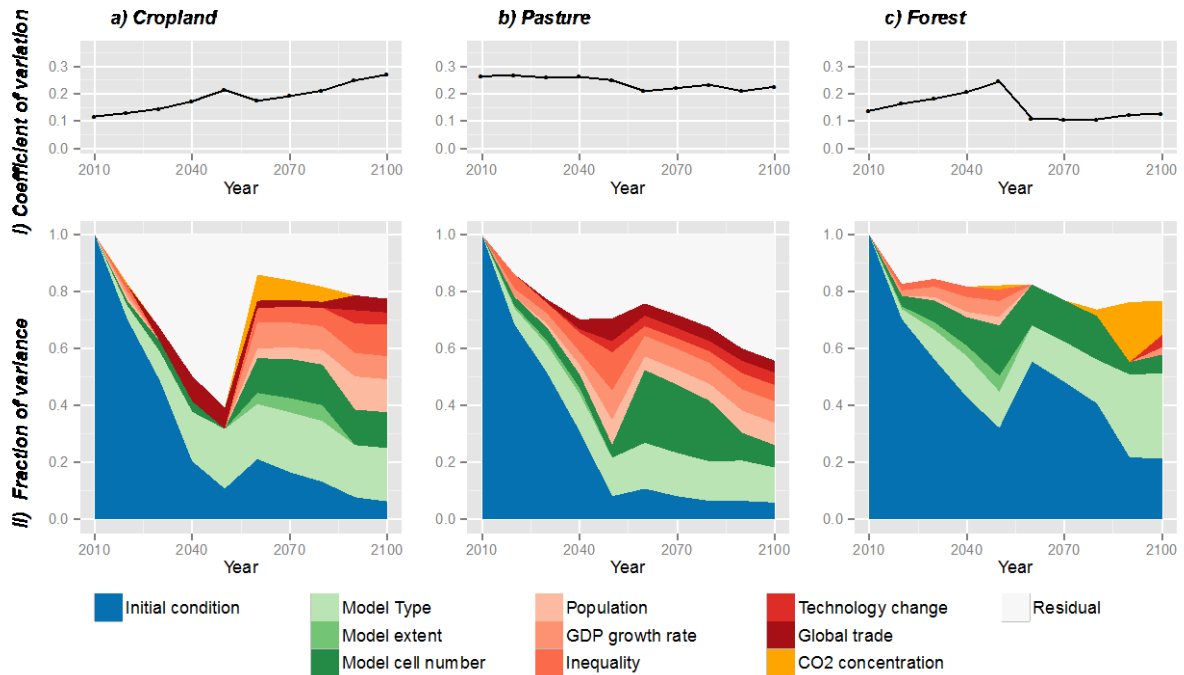 a) Cropland
b) Pasture
c) Forest
i) Coefficient of variation
0.3
0.2
0.1
0.0
2010 2040 2070 2100
Year
0.3
0.2
0.1
0.0
2010 2040 2070 2100
Year
0.3
0.2
0.1
0.0
2010 2040 2070 2100
Year
ii) Fraction of variance
1.0
0.8
0.6
0.4
0.2
0.0
2010 2040 2070 2100
Year
1.0
0.8
0.6
0.4
0.2
0.0
2010 2040 2070 2100
Year
1.0
0.8
0.6
0.4
0.2
0.0
2010 2040 2070 2100
Year
Initial condition
Model Type
Model extent
Model cell number
Population
GDP growth rate
Inequality
Technology change
Global trade
CO2 concentration
Residual